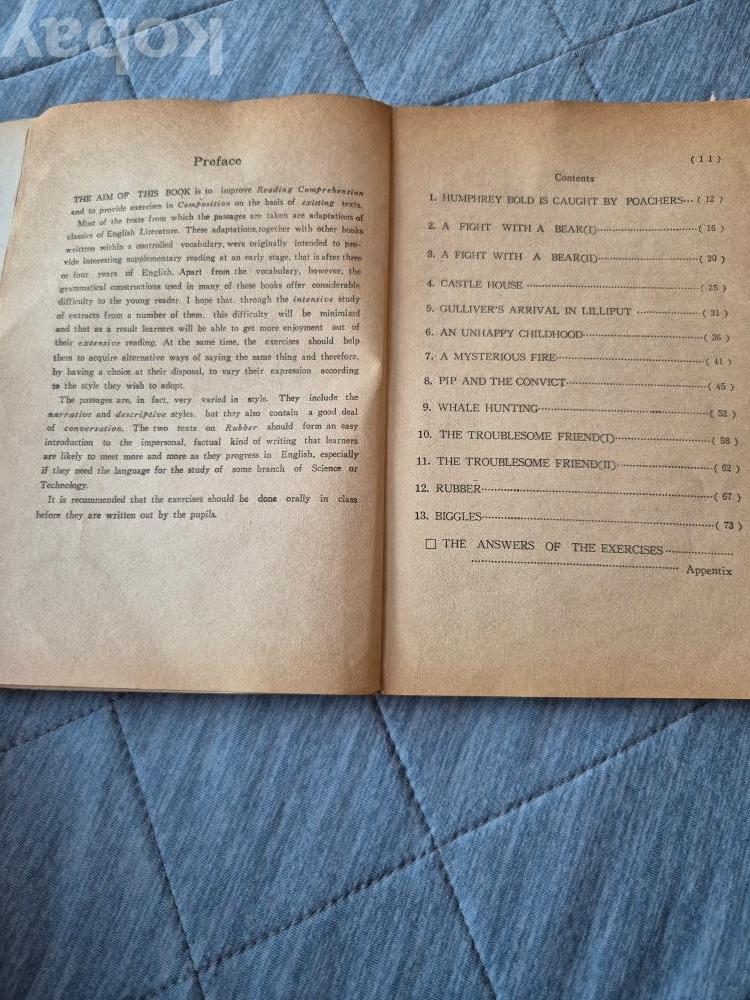 kobay
Preface
THE AIM OF THIS BOOK is to improve Reading Comprehension
and to provide exercises in Composition on the basis of existing texts.
Most of the texts from which the passages are taken are adaptations of
classics of English Literature. These adaptations, together with other books
written within a controlled vocabulary, were originally intended to pro-
vide interesting supplementary reading at an early stage, that is after three
or four years of English. Apart from the vocabulary, however, the
grammatical constructions used in many of these books offer considerable
difficulty to the young reader. I hope that, through the intensive study
of extracts from a number of them, this difficulty will be minimized
and that as a result learners will be able to get more enjoyment out of
their extensive reading. At the same time, the exercises should help
them to acquire alternative ways of saying the same thing and therefore,
by having a choice at their disposal, to vary their expression according
to the style they wish to adopt.
The passages are, in fact, very varied in style. They include the
narrative and descriptive styles, but they also contain a good deal
of conversation. The two texts on Rubber should form an easy
introduction to the impersonal, factual kind of writing that learners
are likely to meet more and more as they progress in English, especially
if they need the language for the study of some branch of Science or
Technology.
It is recommended that the exercises should be done orally in class
before they are written out by the pupils.
( 1 1 )
Contents
1. HUMPHREY BOLD IS CAUGHT BY POACHERS··· ( 12 )
2. A FIGHT WITH A BEAR(I)························ ( 16 )
3. A FIGHT WITH A BEAR(II)························ ( 20 )
4. CASTLE HOUSE ········································ ( 25 )
5. GULLIVER'S ARRIVAL IN LILLIPUT ················ ( 31 )
6. AN UNHAPPY CHILDHOOD··························· ( 36 )
7. A MYSTERIOUS FIRE·································· ( 41 )
8. PIP AND THE CONVICT································ ( 45 )
9. WHALE HUNTING······································ ( 52 )
10. THE TROUBLESOME FRIEND(I)····················· ( 58 )
11. THE TROUBLESOME FRIEND(II)···················· ( 62 )
12. RUBBER················································ ( 67 )
13. BIGGLES··············································· ( 73 )
□ THE ANSWERS OF THE EXERCISES ··················
·················································· Appentix